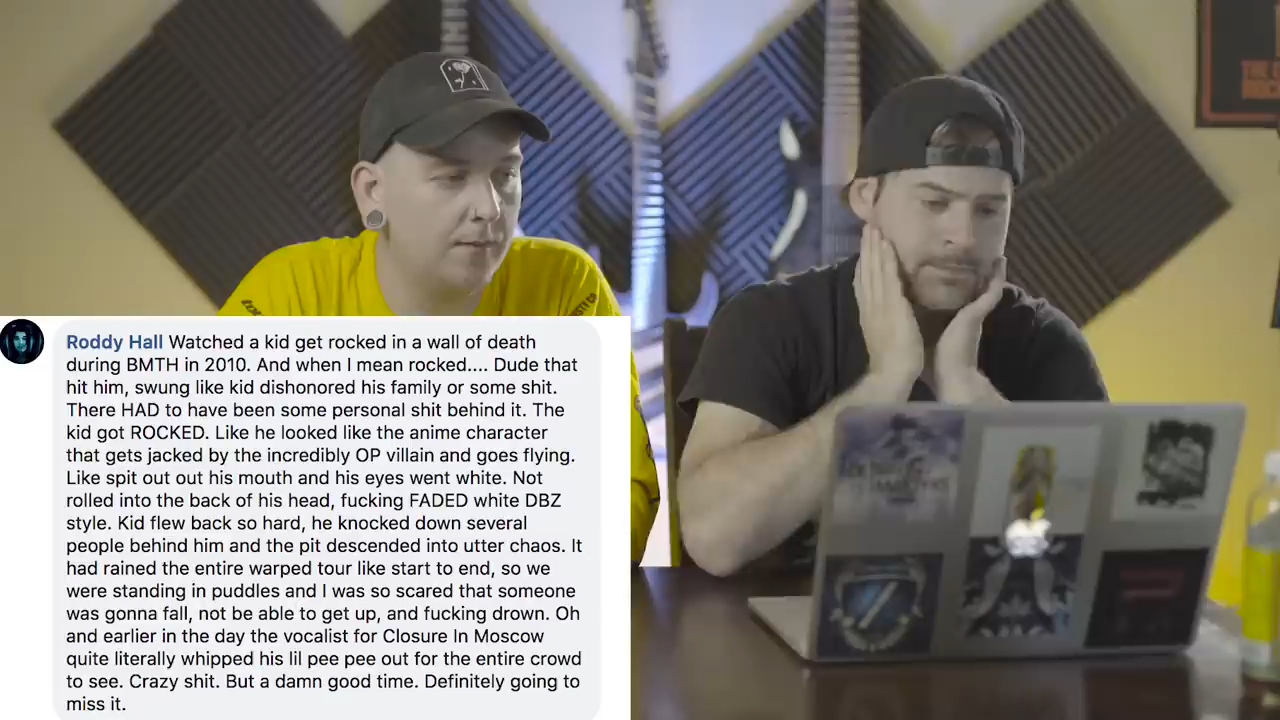 Roddy Hall Watched a kid get rocked in a wall of death
during BMTH in 2010. And when I mean rocked.... Dude that
hit him, swung like kid dishonored his family or some shit.
There HAD to have been some personal shit behind it. The
kid got ROCKED. Like he looked like the anime character
that gets jacked by the incredibly OP villain and goes flying.
Like spit out out his mouth and his eyes went white. Not
rolled into the back of his head, fucking FADED white DBZ
style. Kid flew back so hard, he knocked down several
people behind him and the pit descended into utter chaos. It
had rained the entire warped tour like start to end, so we
were standing in puddles and I was so scared that someone
was gonna fall, not be able to get up, and fucking drown. Oh
and earlier in the day the vocalist for Closure In Moscow
quite literally whipped his lil pee pee out for the entire crowd
to see. Crazy shit. But a damn good time. Definitely going to
miss it.